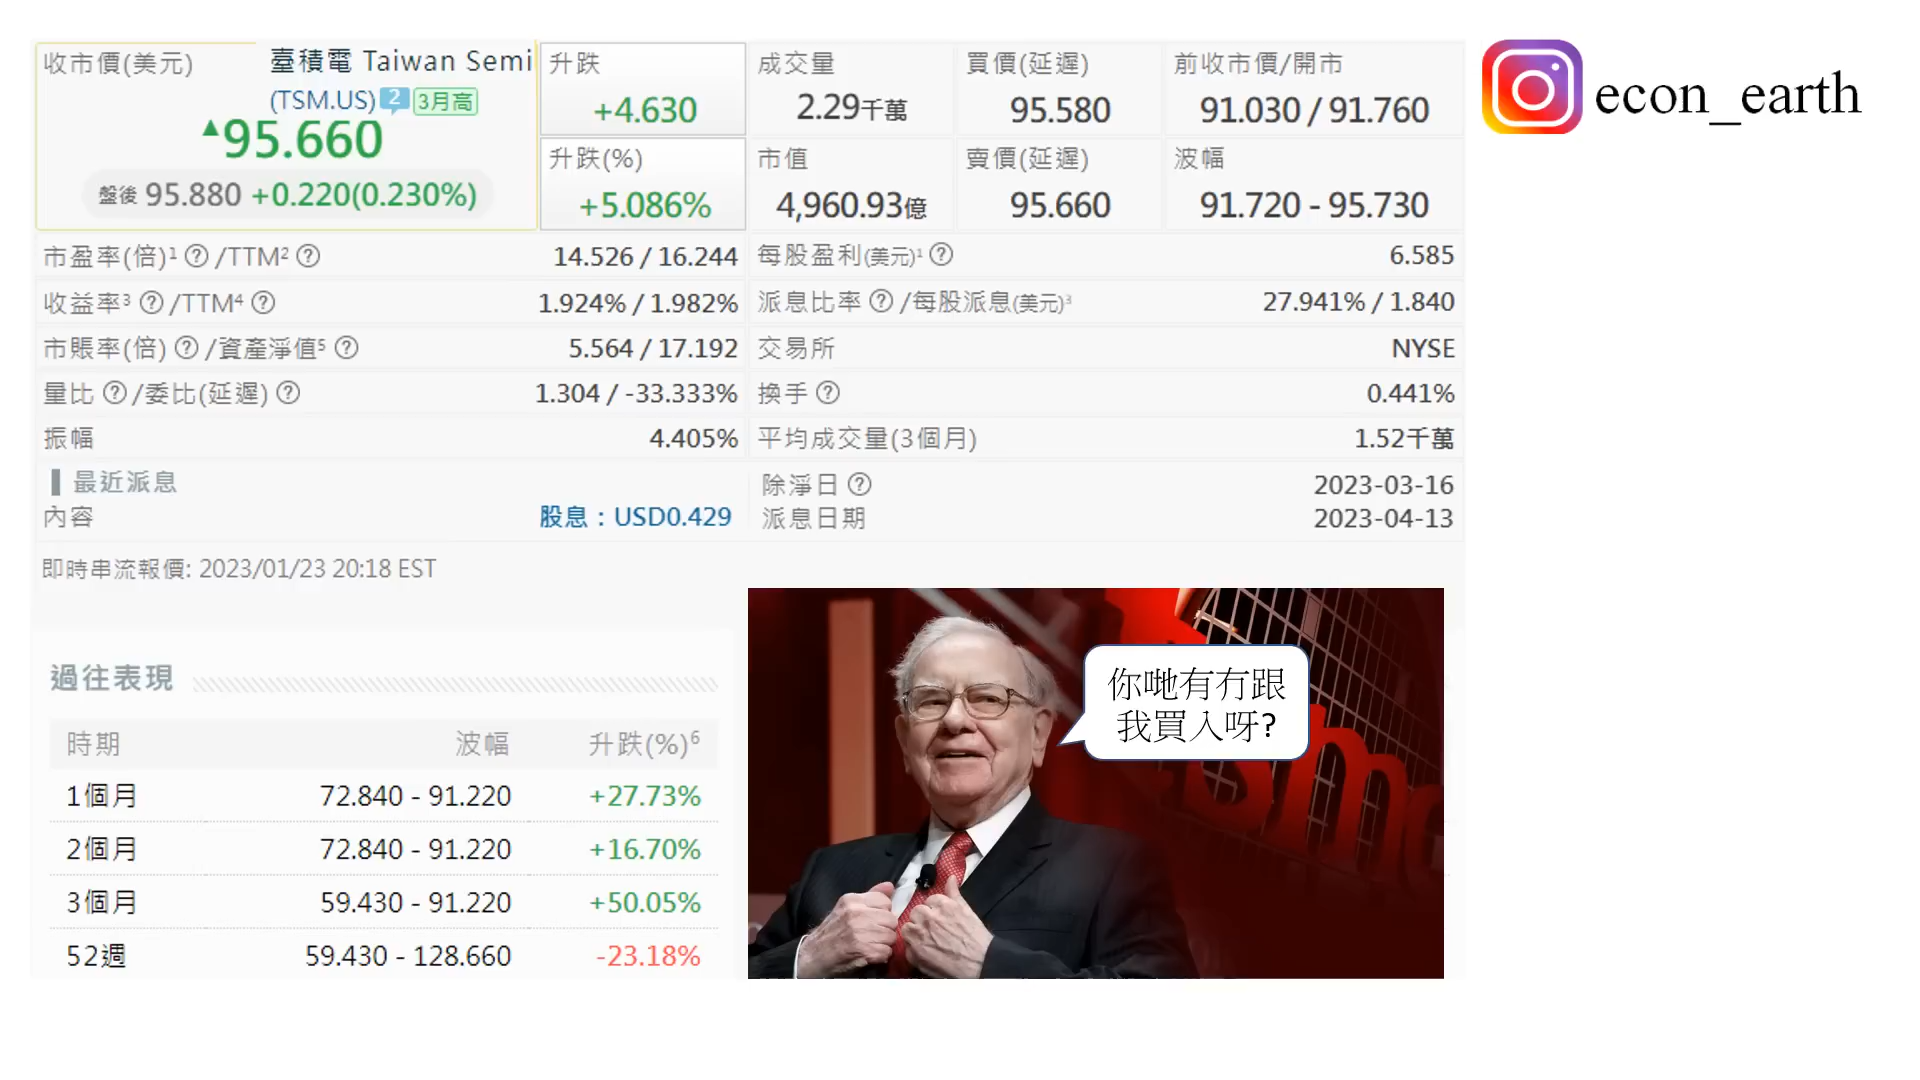 收市價(美元)
臺積電 Taiwan Semi
(TSM.US) 2 3月高
▲95.660
盤後 95.880 +0.220(0.230%)
升跌
+4.630
升跌(%)
+5.086%
成交量
2.29千萬
買價(延遲)
95.580
前收市價/開市
91.030 / 91.760
市值
4,960.93億
賣價(延遲)
95.660
波幅
91.720 - 95.730
市盈率(倍)¹ ? /TTM² ? 14.526 / 16.244
每股盈利(美元)¹ ? 6.585
收益率³ ? /TTM⁴ ? 1.924% / 1.982%
派息比率 ? /每股派息(美元)³ 27.941% / 1.840
市賬率(倍) ? /資產淨值⁵ ? 5.564 / 17.192
交易所 NYSE
量比 ? /委比(延遲) ? 1.304 / -33.333%
換手 ? 0.441%
振幅 4.405%
平均成交量(3個月) 1.52千萬
最近派息
內容 股息：USD0.429
除淨日 ? 2023-03-16
派息日期 2023-04-13
即時串流報價: 2023/01/23 20:18 EST
過往表現
時期 波幅 升跌(%)⁶
1個月 72.840 - 91.220 +27.73%
2個月 72.840 - 91.220 +16.70%
3個月 59.430 - 91.220 +50.05%
52週 59.430 - 128.660 -23.18%
你哋有冇跟
我買入呀?
econ_earth